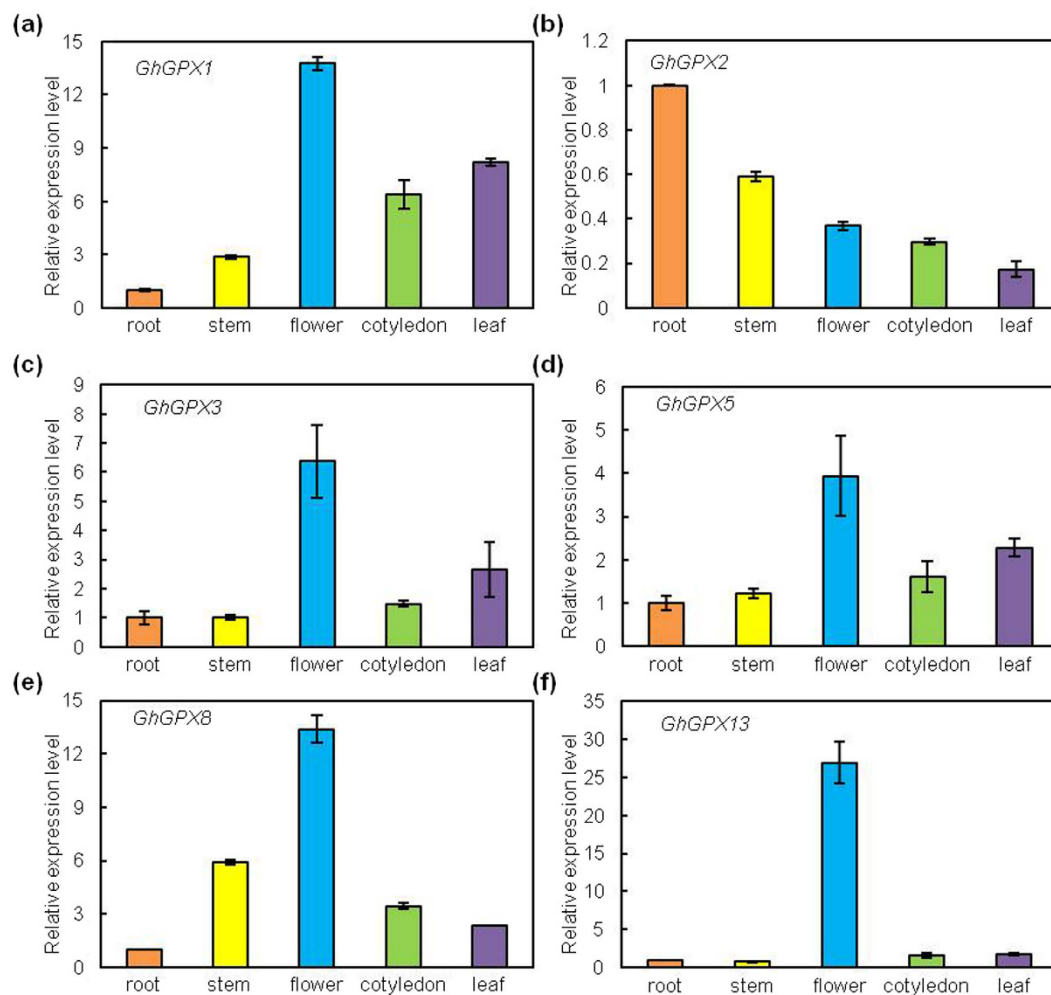 (a)
Relative expression level
15
12
9
6
3
0
GhGPX1
root stem flower cotyledon leaf
(b)
Relative expression level
1.2
1
0.8
0.6
0.4
0.2
0
GhGPX2
root stem flower cotyledon leaf
(c)
Relative expression level
9
8
7
6
5
4
3
2
1
0
GhGPX3
root stem flower cotyledon leaf
(d)
Relative expression level
6
5
4
3
2
1
0
GhGPX5
root stem flower cotyledon leaf
(e)
Relative expression level
15
12
9
6
3
0
GhGPX8
root stem flower cotyledon leaf
(f)
Relative expression level
35
30
25
20
15
10
5
0
GhGPX13
root stem flower cotyledon leaf